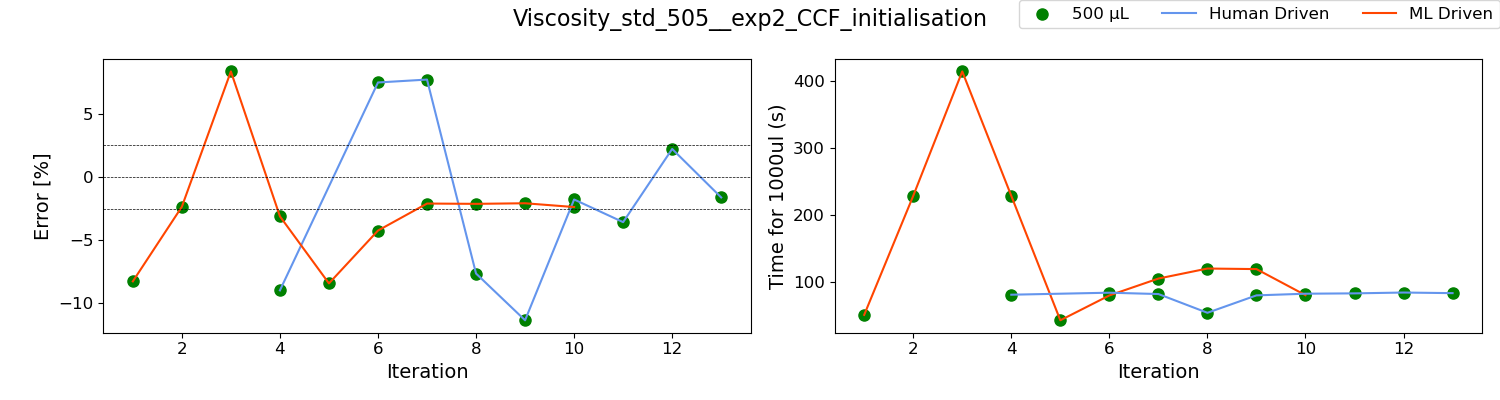 Viscosity_std_505__exp2_CCF_initialisation
500 µL
Human Driven
ML Driven
Error [%]
5
0
−5
−10
2 4 6 8 10 12
Iteration
Time for 1000ul (s)
400
300
200
100
2 4 6 8 10 12
Iteration